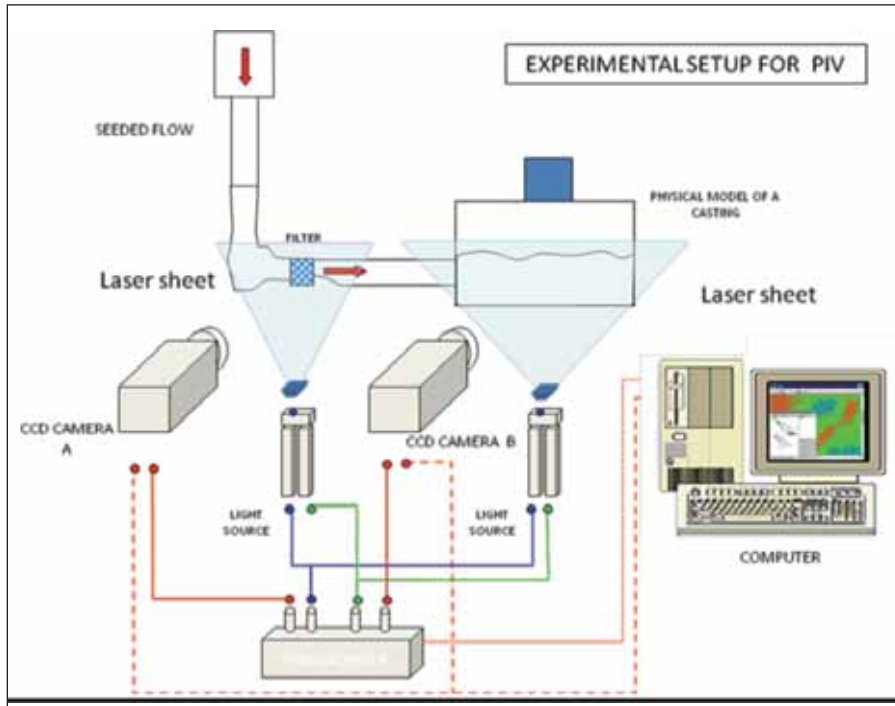 EXPERIMENTAL SETUP FOR PIV
SEEDED FLOW
PHYSICAL MODEL OF A
CASTING
FILTER
Laser sheet
Laser sheet
CCD CAMERA
A
CCD CAMERA B
LIGHT
SOURCE
LIGHT
SOURCE
COMPUTER